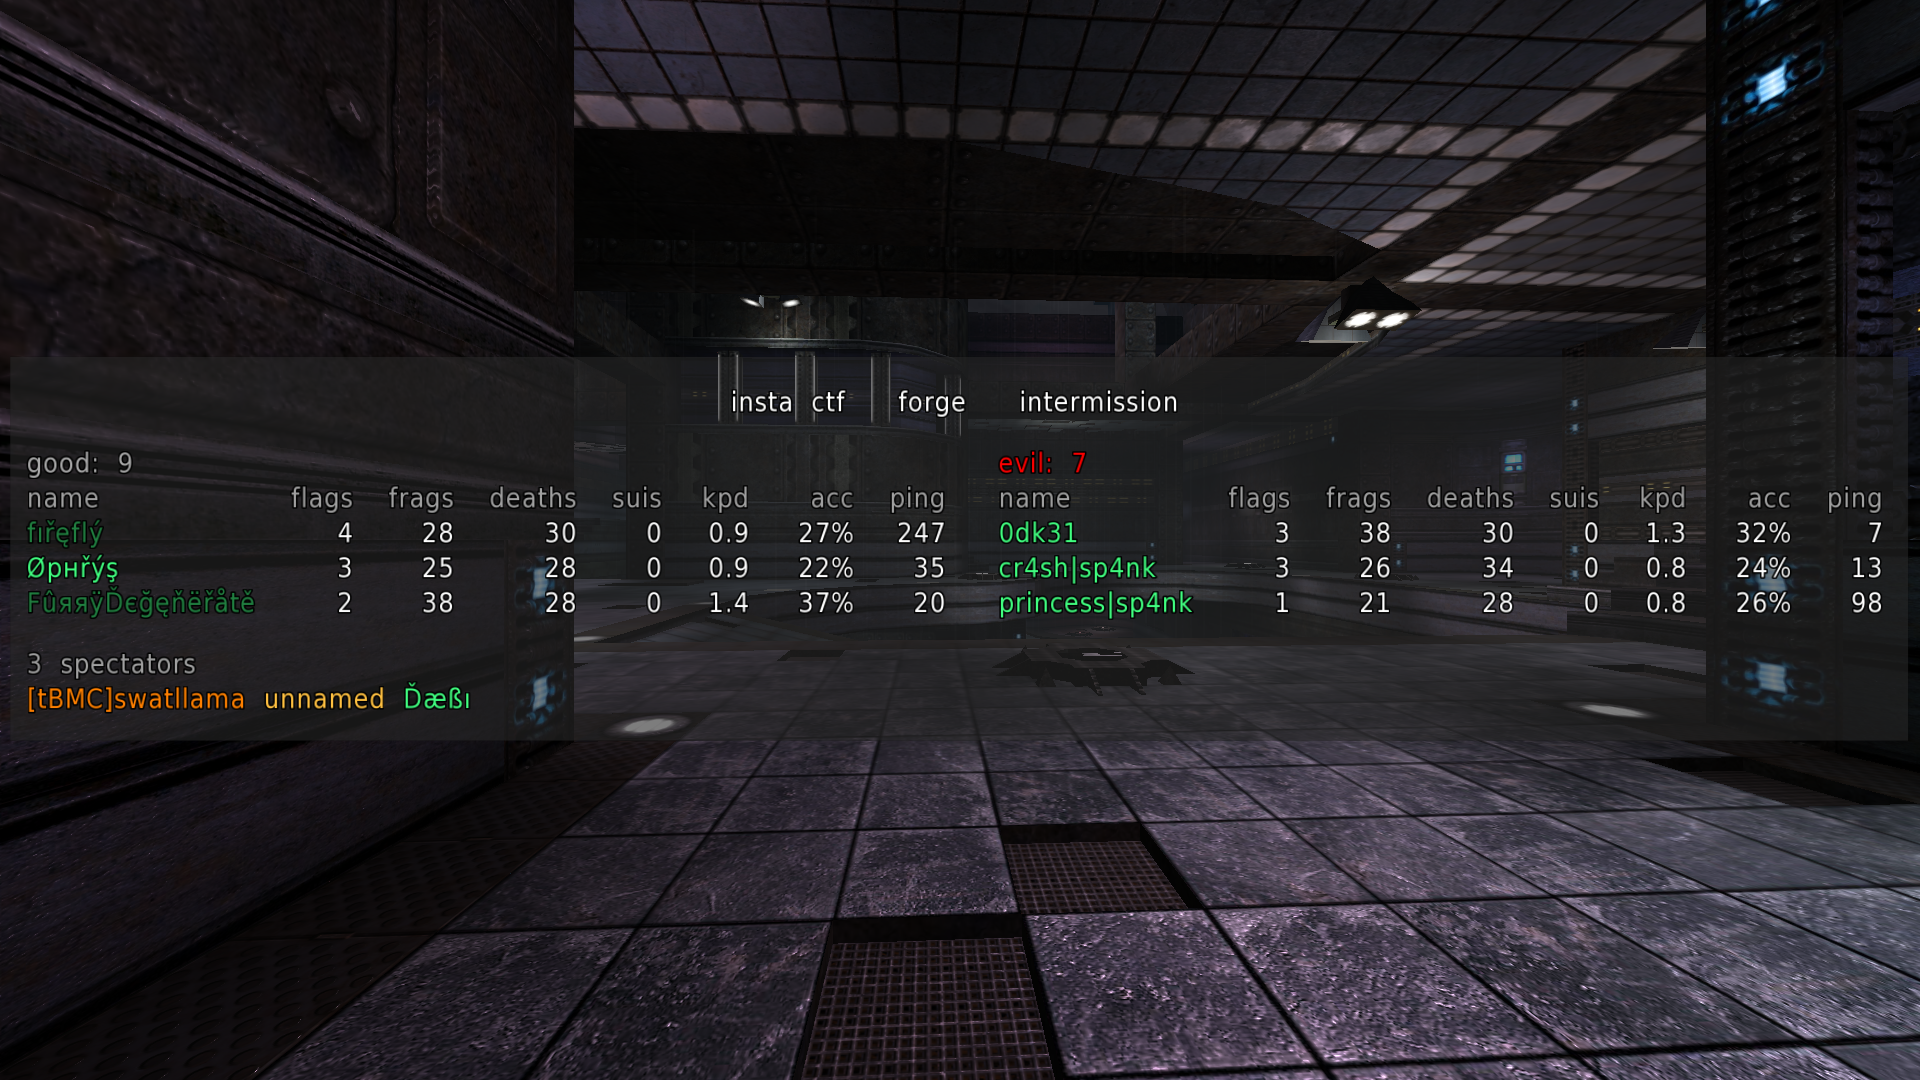 insta ctf forge intermission
good: 9
name flags frags deaths suis kpd acc ping
fıřęflý 4 28 30 0 0.9 27% 247
Øpнřýş 3 25 28 0 0.9 22% 35
FûяяÿĎєğęňëřåtě 2 38 28 0 1.4 37% 20
3 spectators
[tBMC]swatllama unnamed Ďæßı
evil: 7
name flags frags deaths suis kpd acc ping
0dk31 3 38 30 0 1.3 32% 7
cr4sh|sp4nk 3 26 34 0 0.8 24% 13
princess|sp4nk 1 21 28 0 0.8 26% 98